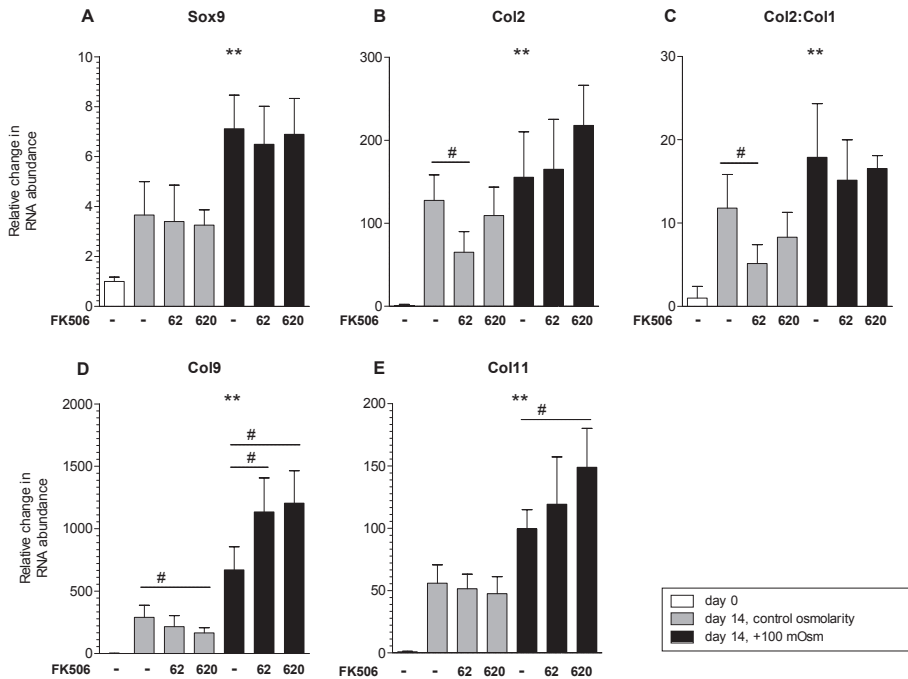 A Sox9
Relative change in
RNA abundance
10
8
6
4
2
0
**
FK506 - - 62 620 - 62 620
B Col2
300
200
100
0
#
**
- - 62 620 - 62 620
C Col2:Col1
30
20
10
0
#
**
FK506 - - 62 620 - 62 620
D Col9
Relative change in
RNA abundance
2000
1500
1000
500
0
#
**
#
#
FK506 - - 62 620 - 62 620
E Col11
200
150
100
50
0
**
#
FK506 - - 62 620 - 62 620
day 0
day 14, control osmolarity
day 14, +100 mOsm